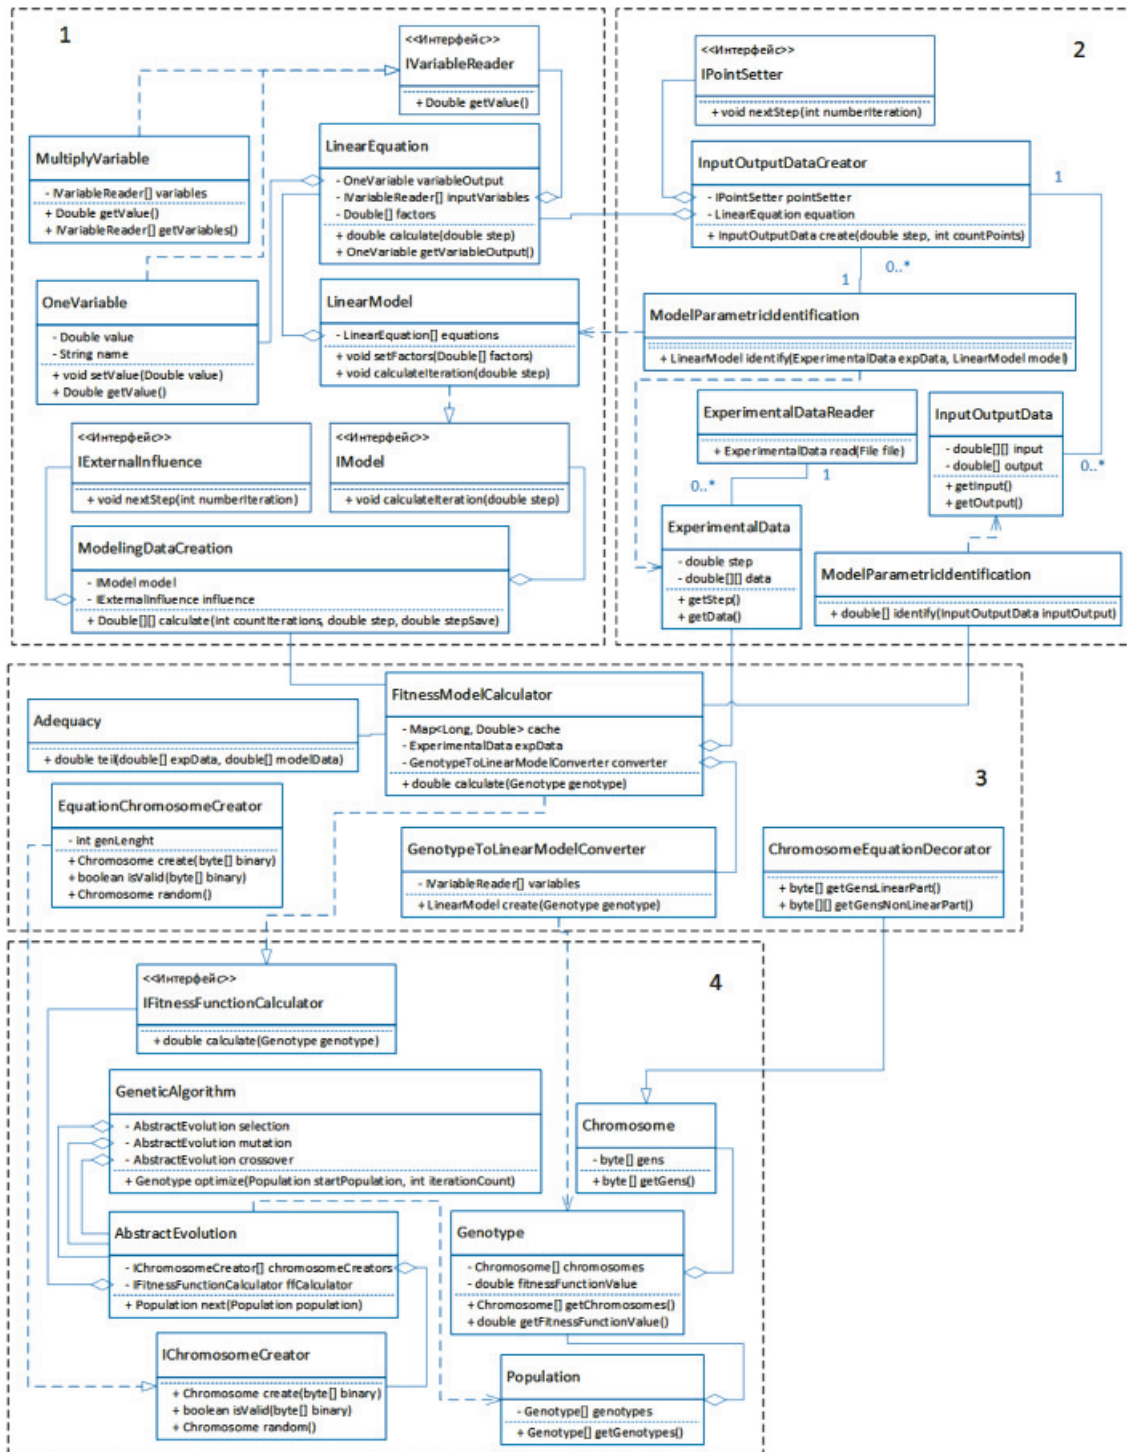 1
<<Интерфейс>>
IVariableReader
+ Double getValue()
MultiplyVariable
- IVariableReader[] variables
+ Double getValue()
+ IVariableReader[] getVariables()
LinearEquation
- OneVariable variableOutput
- IVariableReader[] inputVariables
- Double[] factors
+ double calculate(double step)
+ OneVariable getVariableOutput()
OneVariable
- Double value
- String name
+ void setValue(Double value)
+ Double getValue()
LinearModel
- LinearEquation[] equations
+ void setFactors(Double[] factors)
+ void calculateIteration(double step)
<<Интерфейс>>
IExternalInfluence
+ void nextStep(int numberIteration)
<<Интерфейс>>
IModel
+ void calculateIteration(double step)
ModelingDataCreation
- IModel model
- IExternalInfluence influence
+ Double[][] calculate(int countIterations, double step, double stepSave)
2
<<Интерфейс>>
IPointSetter
+ void nextStep(int numberIteration)
InputOutputDataCreator
- IPointSetter pointSetter
- LinearEquation equation
+ InputOutputData create(double step, int countPoints)
1
0..*
1
ModelParametricIdentification
+ LinearModel identify(ExperimentalData expData, LinearModel model)
ExperimentalDataReader
+ ExperimentalData read(File file)
1
0..*
InputOutputData
- double[][] input
- double[] output
+ getInput()
+ getOutput()
0..*
ExperimentalData
- double step
- double[][] data
+ getStep()
+ getData()
ModelParametricIdentification
+ double[] identify(InputOutputData inputOutput)
3
FitnessModelCalculator
- Map<Long, Double> cache
- ExperimentalData expData
- GenotypeToLinearModelConverter converter
+ double calculate(Genotype genotype)
Adequacy
+ double teil(double[] expData, double[] modelData)
EquationChromosomeCreator
- int genLenght
+ Chromosome create(byte[] binary)
+ boolean isValid(byte[] binary)
+ Chromosome random()
GenotypeToLinearModelConverter
- IVariableReader[] variables
+ LinearModel create(Genotype genotype)
ChromosomeEquationDecorator
+ byte[] getGensLinearPart()
+ byte[][] getGensNonLinearPart()
4
<<Интерфейс>>
IFitnessFunctionCalculator
+ double calculate(Genotype genotype)
GeneticAlgorithm
- AbstractEvolution selection
- AbstractEvolution mutation
- AbstractEvolution crossover
+ Genotype optimize(Population startPopulation, int iterationCount)
Chromosome
- byte[] gens
+ byte[] getGens()
AbstractEvolution
- IChromosomeCreator[] chromosomeCreators
- IFitnessFunctionCalculator ffCalculator
+ Population next(Population population)
Genotype
- Chromosome[] chromosomes
- double fitnessFunctionValue
+ Chromosome[] getChromosomes()
+ double getFitnessFunctionValue()
IChromosomeCreator
+ Chromosome create(byte[] binary)
+ boolean isValid(byte[] binary)
+ Chromosome random()
Population
- Genotype[] genotypes
+ Genotype[] getGenotypes()